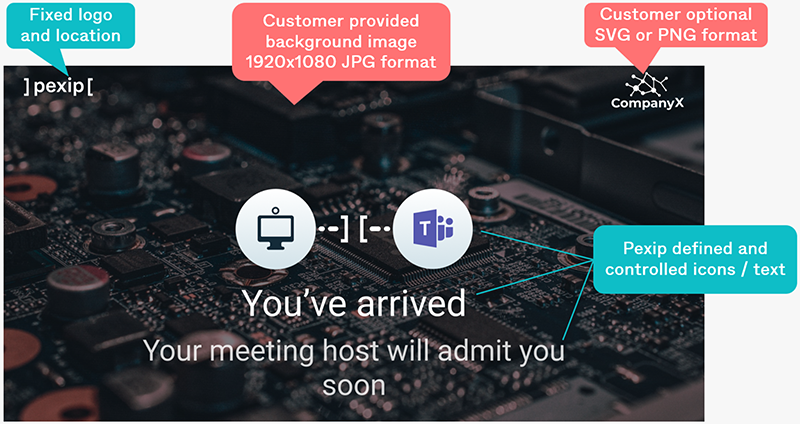 Fixed logo
and location
Customer provided
background image
1920x1080 JPG format
Customer optional
SVG or PNG format
]pexip[
CompanyX
T
Pexip defined and
controlled icons / text
You've arrived
Your meeting host will admit you
soon